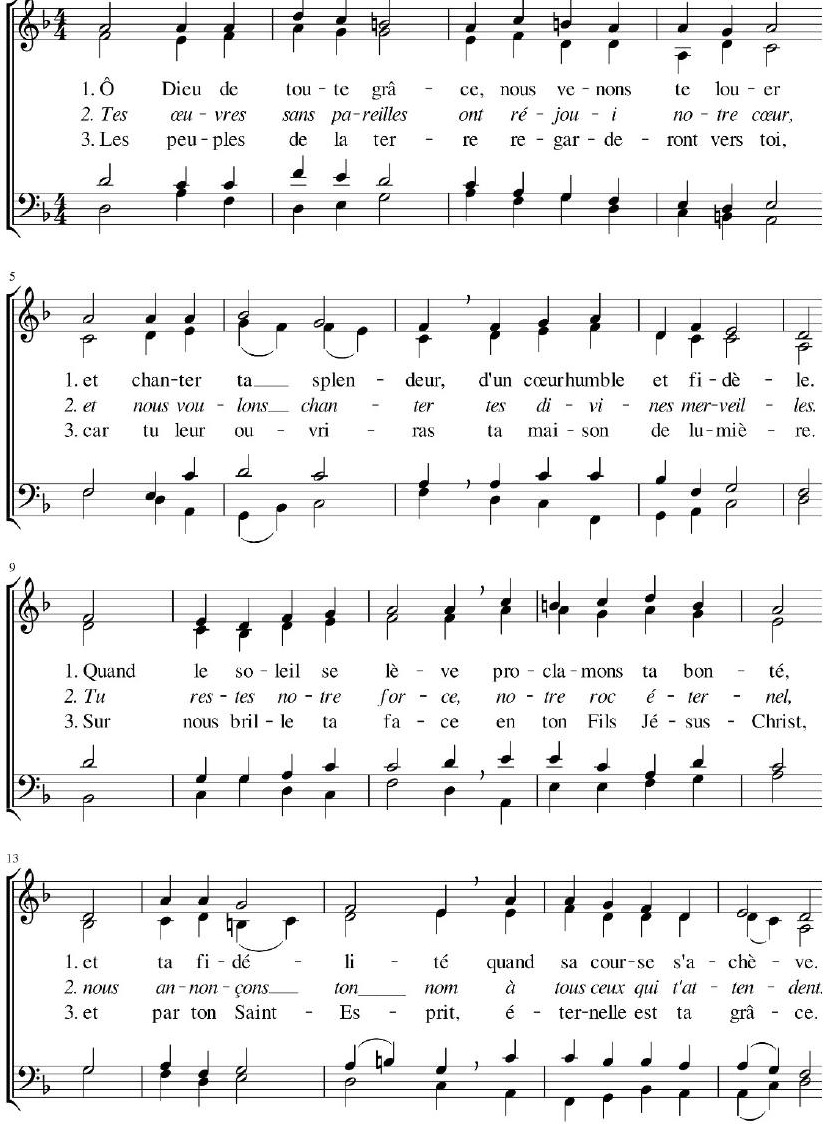 4 4
1. Ô Dieu de tou - te grâ - ce, nous ve - nons te lou - er
2. Tes œu - vres sans pa - reilles ont ré - jou - i no - tre cœur,
3. Les peu - ples de la ter - re re - gar - de - ront vers toi,
4 4
5
1. et chan - ter ta splen - deur, d'un cœur humble et fi - dè - le.
2. et nous vou - lons chan - ter tes di - vi - nes mer - veil - les.
3. car tu leur ou - vri - ras ta mai - son de lu - miè - re.
9
1. Quand le so - leil se lè - ve pro - cla - mons ta bon - té,
2. Tu res - tes no - tre for - ce, no - tre roc é - ter - nel,
3. Sur nous bril - le ta fa - ce en ton Fils Jé - sus - Christ,
13
1. et ta fi - dé - li - té quand sa cour - se s'a - chè - ve.
2. nous an - non - çons ton nom à tous ceux qui t'at - ten - dent.
3. et par ton Saint - Es - prit, é - ter - nelle est ta grâ - ce.